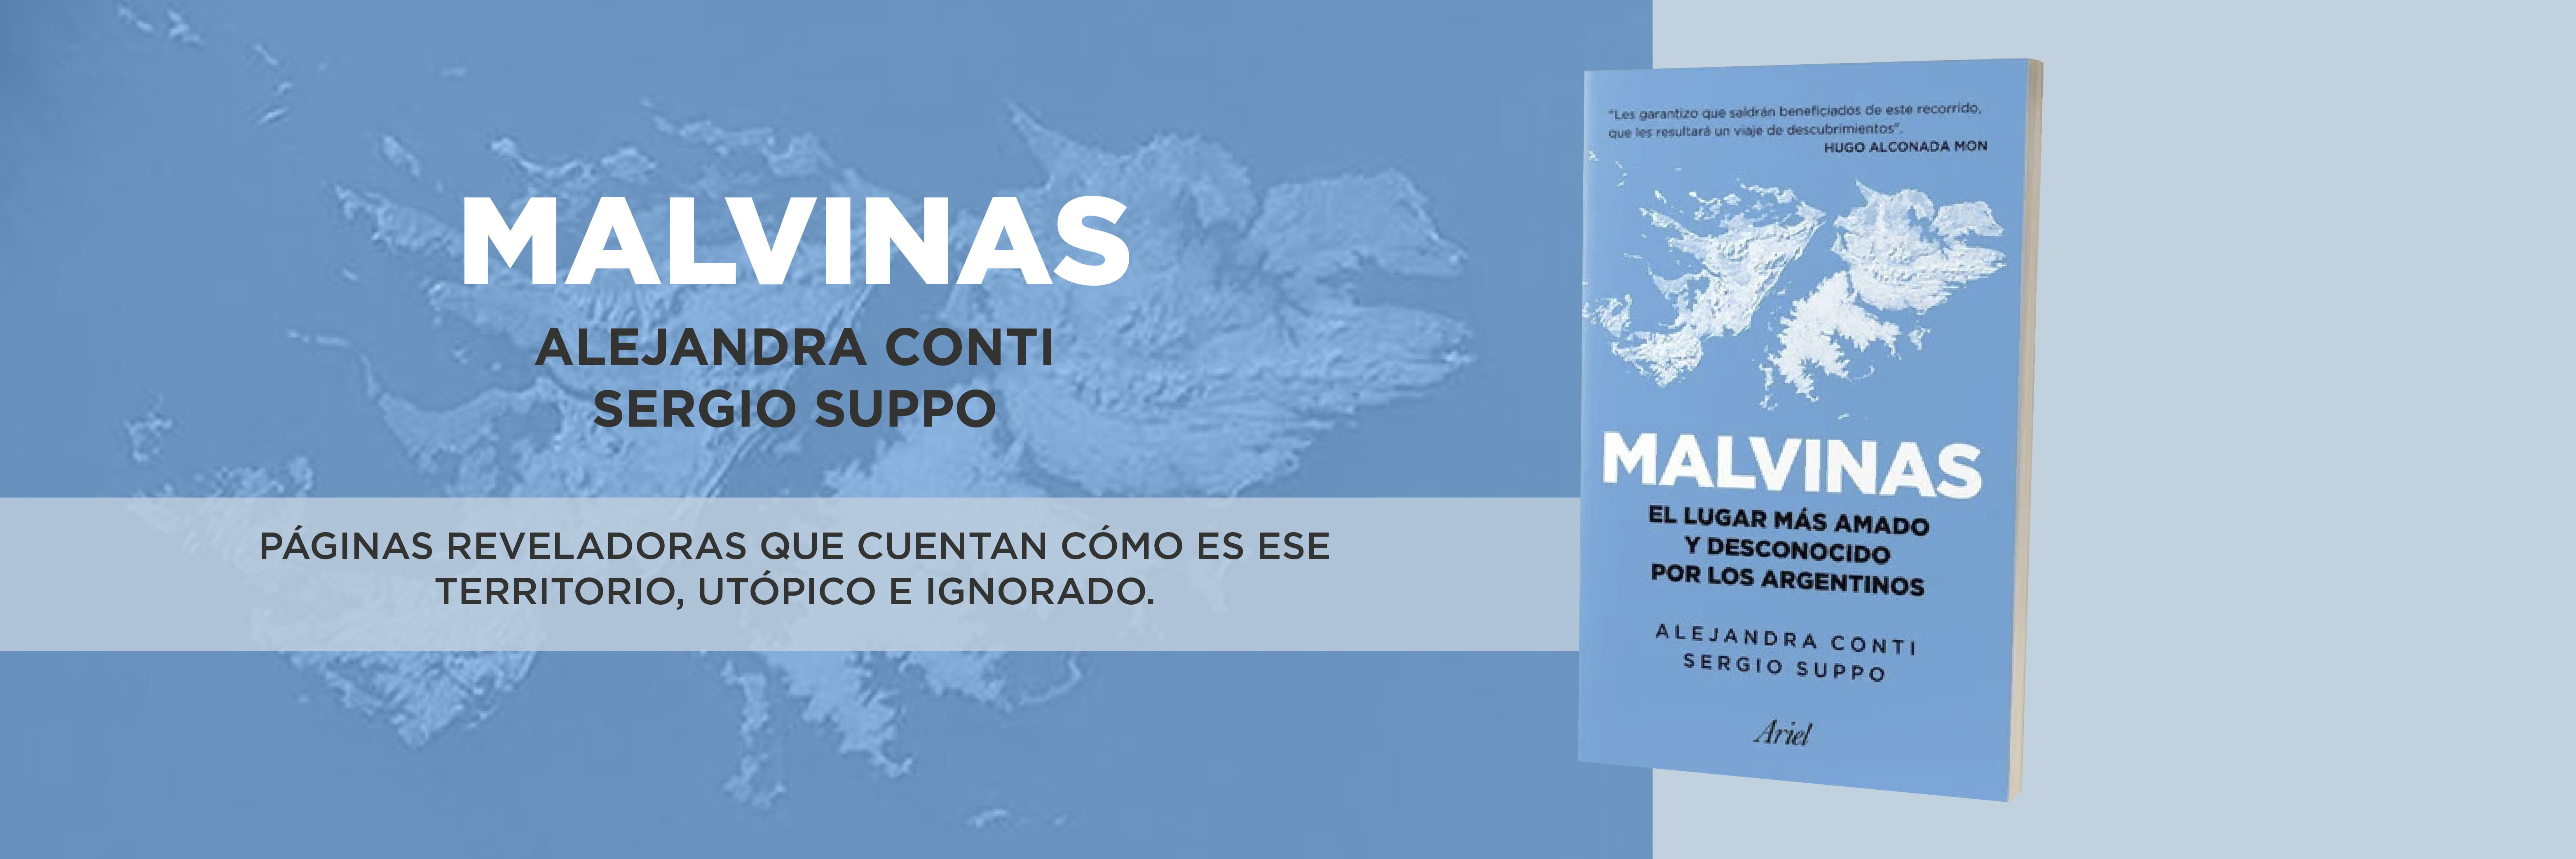 MALVINAS
ALEJANDRA CONTI
SERGIO SUPPO
PÁGINAS REVELADORAS QUE CUENTAN CÓMO ES ESE
TERRITORIO, UTÓPICO E IGNORADO.
"Les garantizo que saldrán beneficiados de este recorrido,
que les resultará un viaje de descubrimientos".
HUGO ALCONADA MON
MALVINAS
EL LUGAR MÁS AMADO
Y DESCONOCIDO
POR LOS ARGENTINOS
ALEJANDRA CONTI
SERGIO SUPPO
Ariel